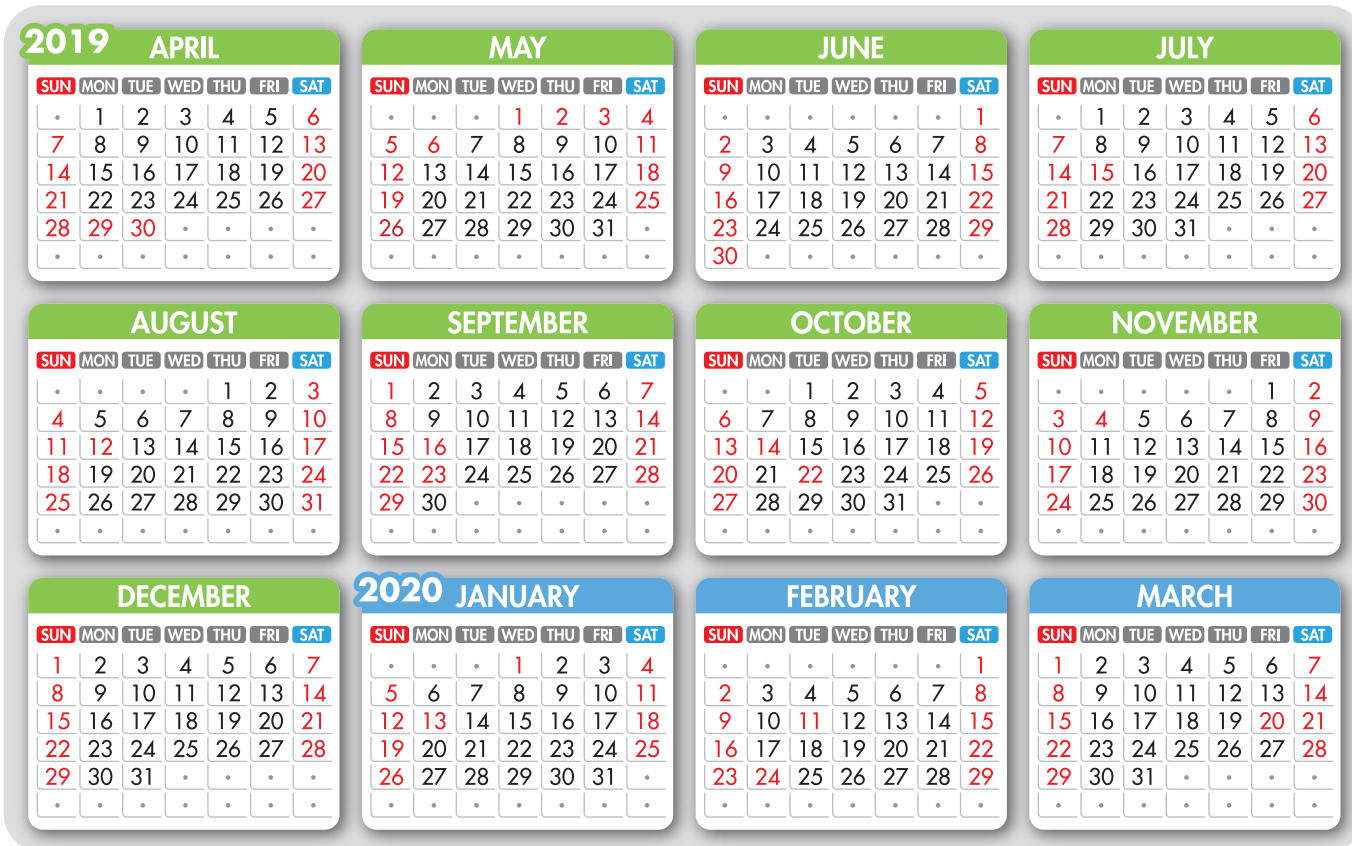 2019 APRIL
SUN MON TUE WED THU FRI SAT
· 1 2 3 4 5 6
7 8 9 10 11 12 13
14 15 16 17 18 19 20
21 22 23 24 25 26 27
28 29 30 · · · ·
· · · · · · ·
MAY
SUN MON TUE WED THU FRI SAT
· · · 1 2 3 4
5 6 7 8 9 10 11
12 13 14 15 16 17 18
19 20 21 22 23 24 25
26 27 28 29 30 31 ·
· · · · · · ·
JUNE
SUN MON TUE WED THU FRI SAT
· · · · · · 1
2 3 4 5 6 7 8
9 10 11 12 13 14 15
16 17 18 19 20 21 22
23 24 25 26 27 28 29
30 · · · · · ·
JULY
SUN MON TUE WED THU FRI SAT
· 1 2 3 4 5 6
7 8 9 10 11 12 13
14 15 16 17 18 19 20
21 22 23 24 25 26 27
28 29 30 31 · · ·
· · · · · · ·
AUGUST
SUN MON TUE WED THU FRI SAT
· · · · 1 2 3
4 5 6 7 8 9 10
11 12 13 14 15 16 17
18 19 20 21 22 23 24
25 26 27 28 29 30 31
· · · · · · ·
SEPTEMBER
SUN MON TUE WED THU FRI SAT
1 2 3 4 5 6 7
8 9 10 11 12 13 14
15 16 17 18 19 20 21
22 23 24 25 26 27 28
29 30 · · · · ·
· · · · · · ·
OCTOBER
SUN MON TUE WED THU FRI SAT
· · 1 2 3 4 5
6 7 8 9 10 11 12
13 14 15 16 17 18 19
20 21 22 23 24 25 26
27 28 29 30 31 · ·
· · · · · · ·
NOVEMBER
SUN MON TUE WED THU FRI SAT
· · · · · 1 2
3 4 5 6 7 8 9
10 11 12 13 14 15 16
17 18 19 20 21 22 23
24 25 26 27 28 29 30
· · · · · · ·
DECEMBER
SUN MON TUE WED THU FRI SAT
1 2 3 4 5 6 7
8 9 10 11 12 13 14
15 16 17 18 19 20 21
22 23 24 25 26 27 28
29 30 31 · · · ·
· · · · · · ·
2020 JANUARY
SUN MON TUE WED THU FRI SAT
· · · 1 2 3 4
5 6 7 8 9 10 11
12 13 14 15 16 17 18
19 20 21 22 23 24 25
26 27 28 29 30 31 ·
· · · · · · ·
FEBRUARY
SUN MON TUE WED THU FRI SAT
· · · · · · 1
2 3 4 5 6 7 8
9 10 11 12 13 14 15
16 17 18 19 20 21 22
23 24 25 26 27 28 29
· · · · · · ·
MARCH
SUN MON TUE WED THU FRI SAT
1 2 3 4 5 6 7
8 9 10 11 12 13 14
15 16 17 18 19 20 21
22 23 24 25 26 27 28
29 30 31 · · · ·
· · · · · · ·